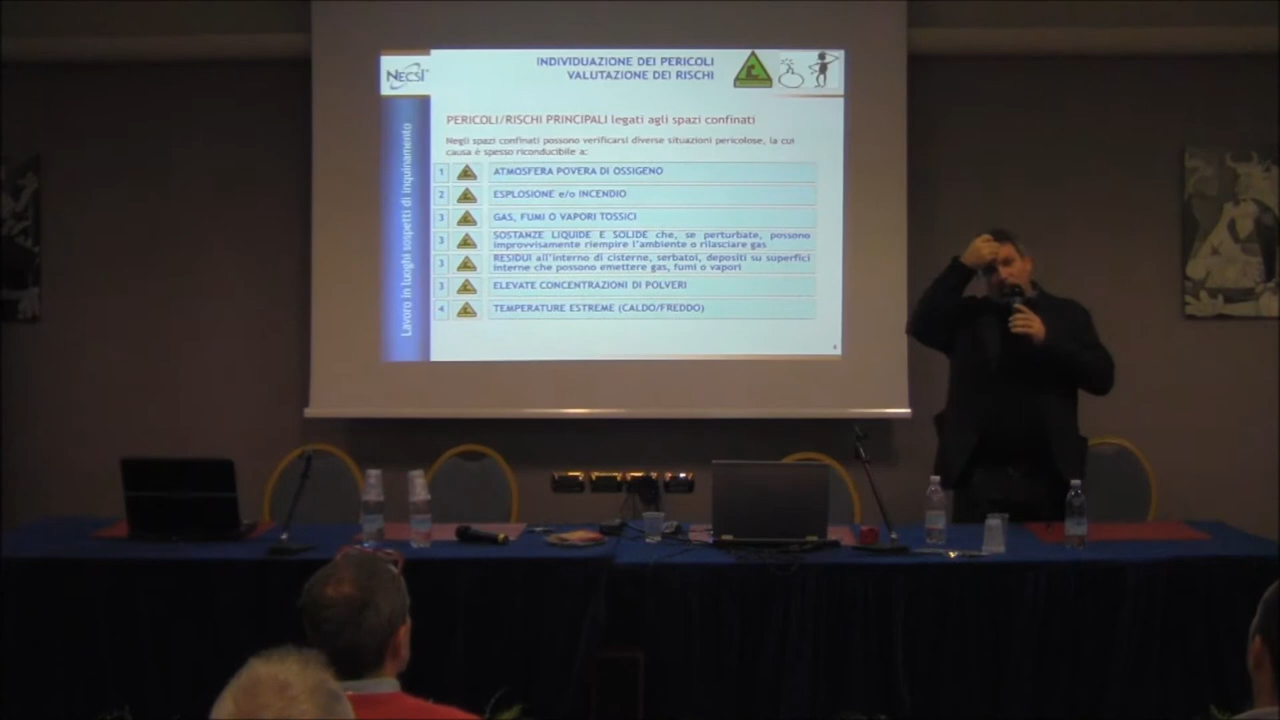 NECSI
INDIVIDUAZIONE DEI PERICOLI
VALUTAZIONE DEI RISCHI
Lavoro in luoghi sospetti di inquinamento
PERICOLI/RISCHI PRINCIPALI legati agli spazi confinati
Negli spazi confinati possono verificarsi diverse situazioni pericolose, la cui
causa è spesso riconducibile a:
1 ATMOSFERA POVERA DI OSSIGENO
2 ESPLOSIONE e/o INCENDIO
3 GAS, FUMI O VAPORI TOSSICI
3 SOSTANZE LIQUIDE E SOLIDE che, se perturbate, possono
improvvisamente riempire l'ambiente o rilasciare gas
3 RESIDUI all'interno di cisterne, serbatoi, depositi su superfici
interne che possono emettere gas, fumi o vapori
3 ELEVATE CONCENTRAZIONI DI POLVERI
4 TEMPERATURE ESTREME (CALDO/FREDDO)